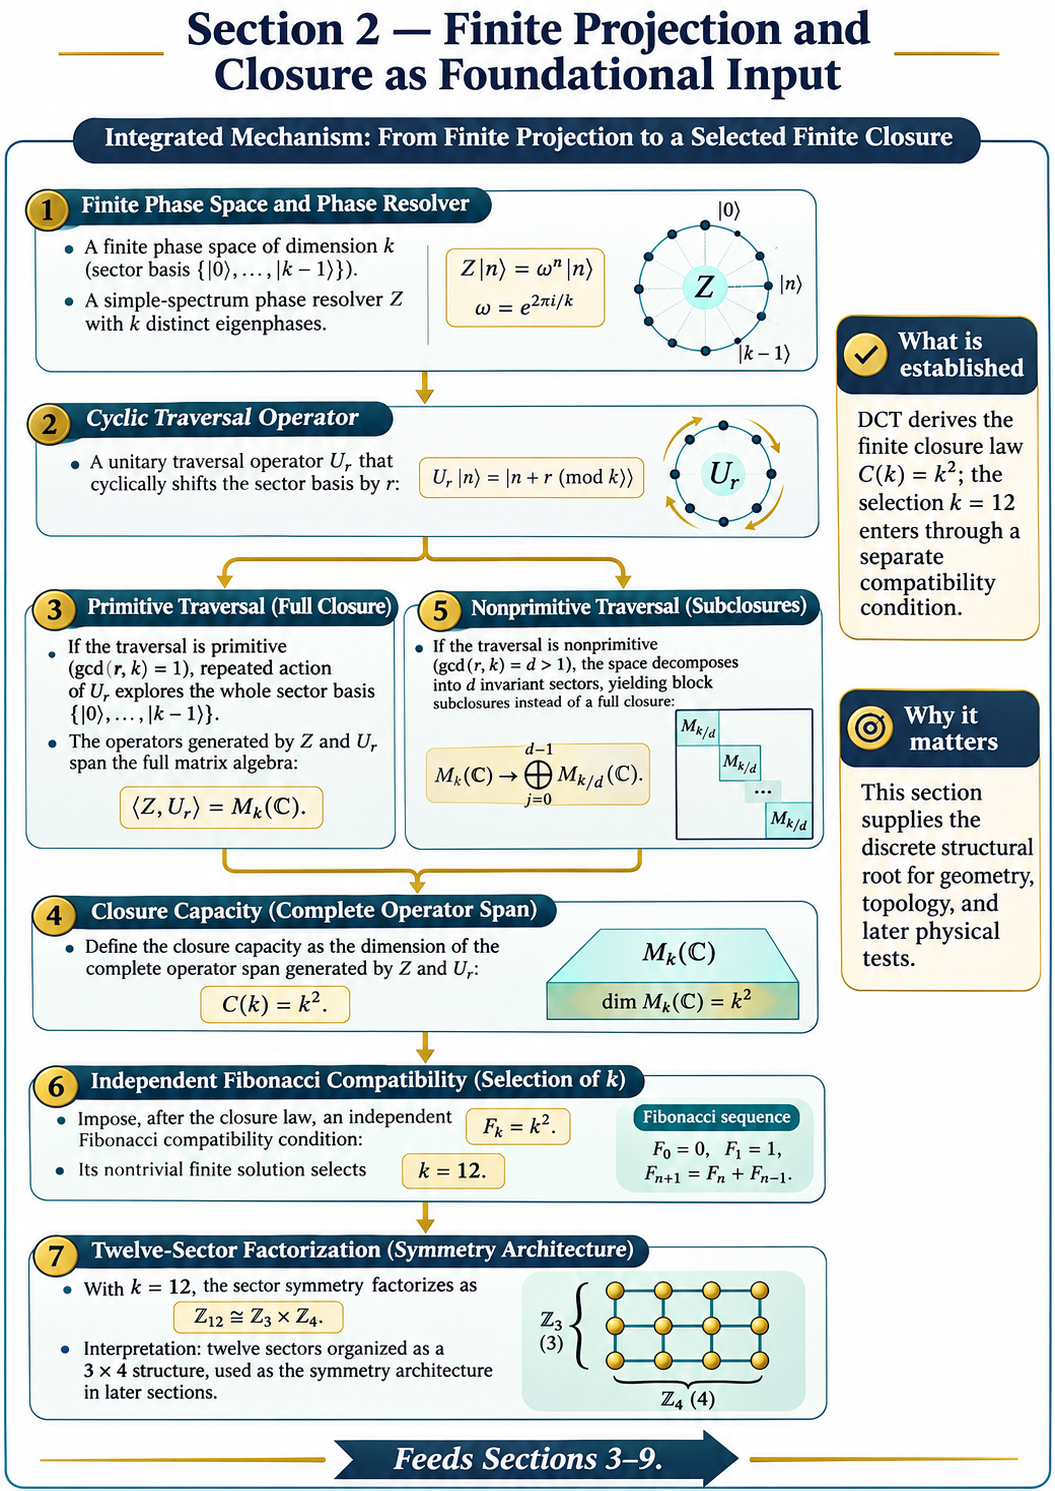 Section 2 — Finite Projection and
Closure as Foundational Input
Integrated Mechanism: From Finite Projection to a Selected Finite Closure
1 Finite Phase Space and Phase Resolver
• A finite phase space of dimension k
(sector basis {|0⟩, …, |k − 1⟩}).
• A simple-spectrum phase resolver Z
with k distinct eigenphases.
Z|n⟩ = ωⁿ|n⟩
ω = e^{2πi/k}
|0⟩
Z
|n⟩
|k − 1⟩
2 Cyclic Traversal Operator
• A unitary traversal operator U_r that
cyclically shifts the sector basis by r:
U_r |n⟩ = |n + r (mod k)⟩
U_r
3 Primitive Traversal (Full Closure)
• If the traversal is primitive
(gcd(r, k) = 1), repeated action
of U_r explores the whole sector basis
{|0⟩, …, |k − 1⟩}.
• The operators generated by Z and U_r
span the full matrix algebra:
⟨Z, U_r⟩ = M_k(ℂ).
5 Nonprimitive Traversal (Subclosures)
• If the traversal is nonprimitive
(gcd(r, k) = d > 1), the space decomposes
into d invariant sectors, yielding block
subclosures instead of a full closure:
M_k(ℂ) → ⨁_{j=0}^{d−1} M_{k/d}(ℂ).
M_{k/d}
M_{k/d}
...
M_{k/d}
4 Closure Capacity (Complete Operator Span)
• Define the closure capacity as the dimension of the
complete operator span generated by Z and U_r:
C(k) = k².
M_k(ℂ)
dim M_k(ℂ) = k²
6 Independent Fibonacci Compatibility (Selection of k)
• Impose, after the closure law, an independent
Fibonacci compatibility condition:
F_k = k².
• Its nontrivial finite solution selects
k = 12.
Fibonacci sequence
F₀ = 0, F₁ = 1,
F_{n+1} = F_n + F_{n−1}.
7 Twelve-Sector Factorization (Symmetry Architecture)
• With k = 12, the sector symmetry factorizes as
ℤ₁₂ ≅ ℤ₃ × ℤ₄.
• Interpretation: twelve sectors organized as a
3 × 4 structure, used as the symmetry architecture
in later sections.
ℤ₃
(3)
ℤ₄ (4)
What is
established
DCT derives the
finite closure law
C(k) = k²; the
selection k = 12
enters through a
separate
compatibility
condition.
Why it
matters
This section
supplies the
discrete structural
root for geometry,
topology, and
later physical
tests.
Feeds Sections 3–9.